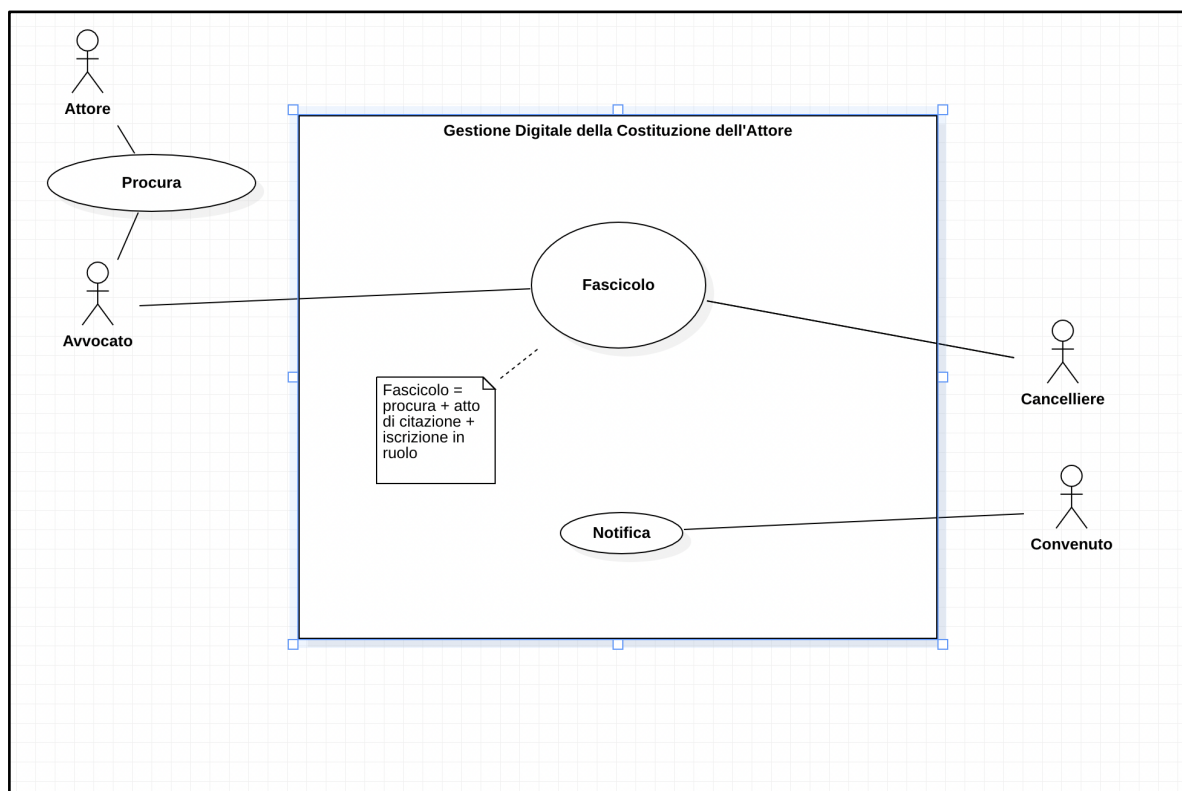 Attore
Gestione Digitale della Costituzione dell'Attore
Procura
Fascicolo
Avvocato
Fascicolo =
procura + atto
di citazione +
iscrizione in
ruolo
Cancelliere
Notifica
Convenuto